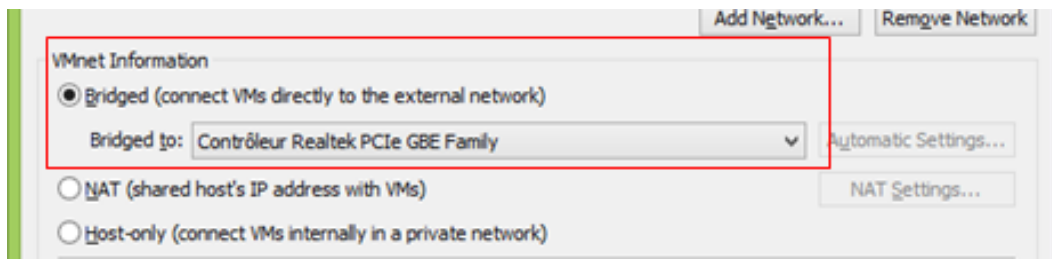 Add Network... Remove Network
VMnet Information
Bridged (connect VMs directly to the external network)
Bridged to: Contrôleur Realtek PCIe GBE Family Automatic Settings...
NAT (shared host's IP address with VMs) NAT Settings...
Host-only (connect VMs internally in a private network)